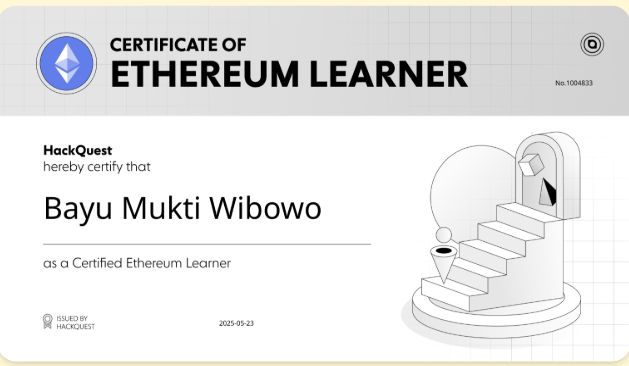 CERTIFICATE OF
ETHEREUM LEARNER
No.1004833
HackQuest
hereby certify that
Bayu Mukti Wibowo
as a Certified Ethereum Learner
ISSUED BY
HACKQUEST
2025-05-23